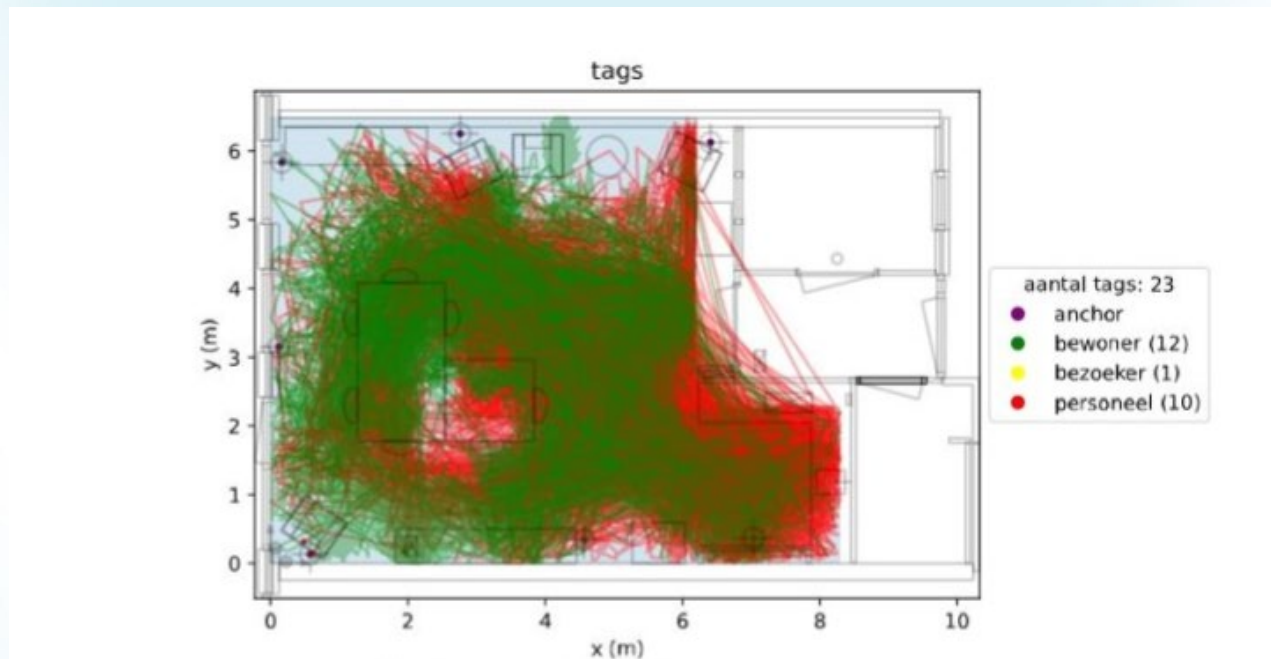 tags
6
5
4
3
2
1
0
y (m)
0 2 4 6 8 10
x (m)
aantal tags: 23
anchor
bewoner (12)
bezoeker (1)
personeel (10)